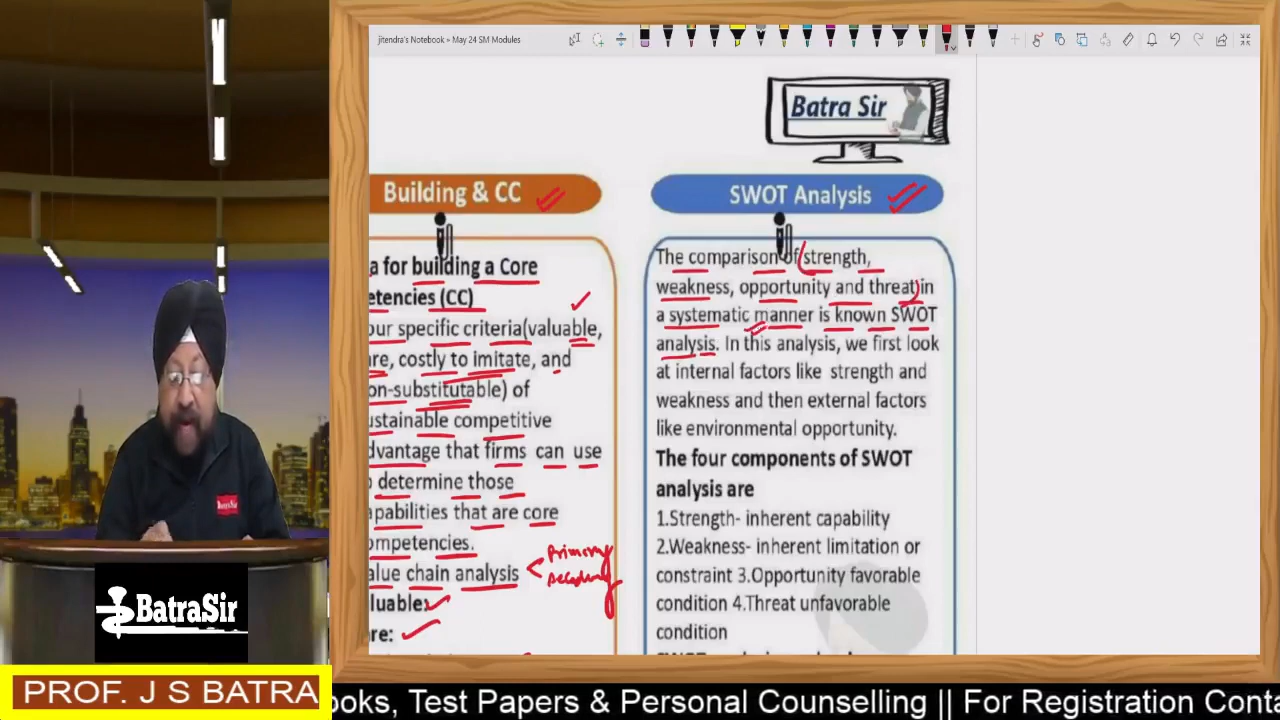 jitendra's Notebook » May 24 SM Modules
Batra Sir
Building & CC
a for building a Core
etencies (CC)
our specific criteria(valuable,
are, costly to imitate, and
on-substitutable) of
ustainable competitive
dvantage that firms can use
o determine those
apabilities that are core
ompetencies.
alue chain analysis
Primary
Secondary
aluable:
re:
SWOT Analysis
The comparison of strength,
weakness, opportunity and threat in
a systematic manner is known SWOT
analysis. In this analysis, we first look
at internal factors like strength and
weakness and then external factors
like environmental opportunity.
The four components of SWOT
analysis are
1.Strength- inherent capability
2.Weakness- inherent limitation or
constraint 3.Opportunity favorable
condition 4.Threat unfavorable
condition
BatraSir
PROF. J S BATRA
ooks, Test Papers & Personal Counselling || For Registration Conta